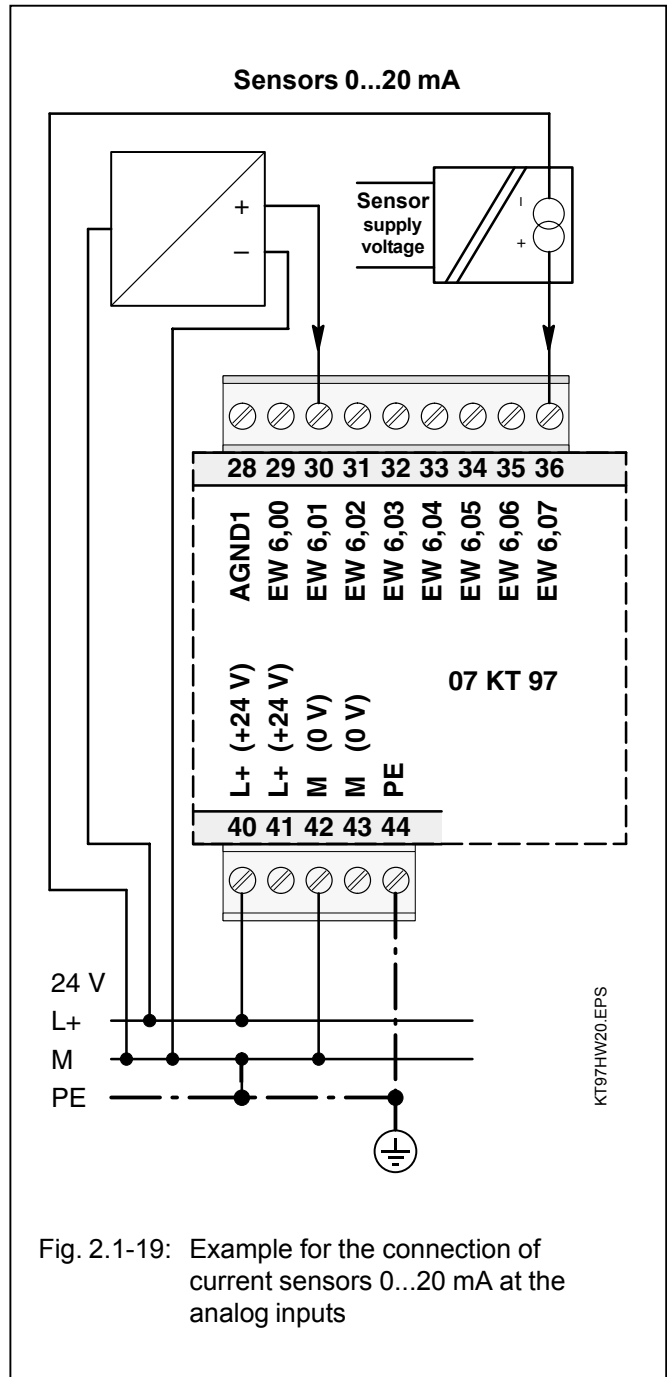 Sensors 0...20 mA
+
–
Sensor
supply
voltage
–
+
28 29 30 31 32 33 34 35 36
AGND1
EW 6,00
EW 6,01
EW 6,02
EW 6,03
EW 6,04
EW 6,05
EW 6,06
EW 6,07
07 KT 97
L+ (+24 V)
L+ (+24 V)
M (0 V)
M (0 V)
PE
40 41 42 43 44
24 V
L+
M
PE
KT97HW20.EPS
Fig. 2.1-19: Example for the connection of
current sensors 0...20 mA at the
analog inputs